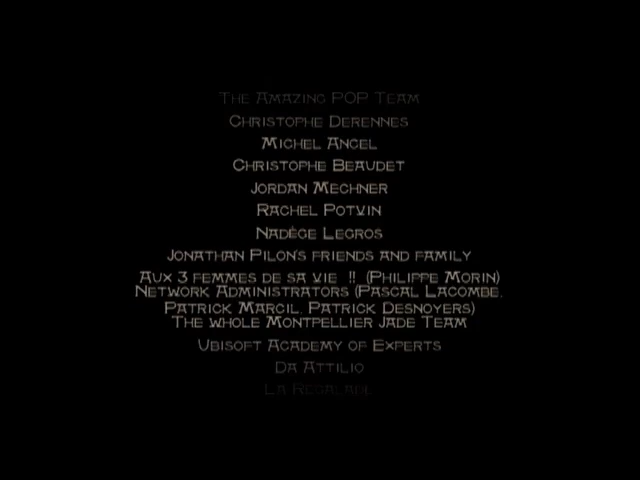 The Amazing POP Team
Christophe Derennes
Michel Ancel
Christophe Beaudet
Jordan Mechner
Rachel Potvin
Nadège Legros
Jonathan Pilon's friends and family
Aux 3 femmes de sa vie !! (Philippe Morin)
Network Administrators (Pascal Lacombe,
Patrick Marcil, Patrick Desnoyers)
The whole Montpellier Jade Team
Ubisoft Academy of Experts
Da Attilio
La Regalade